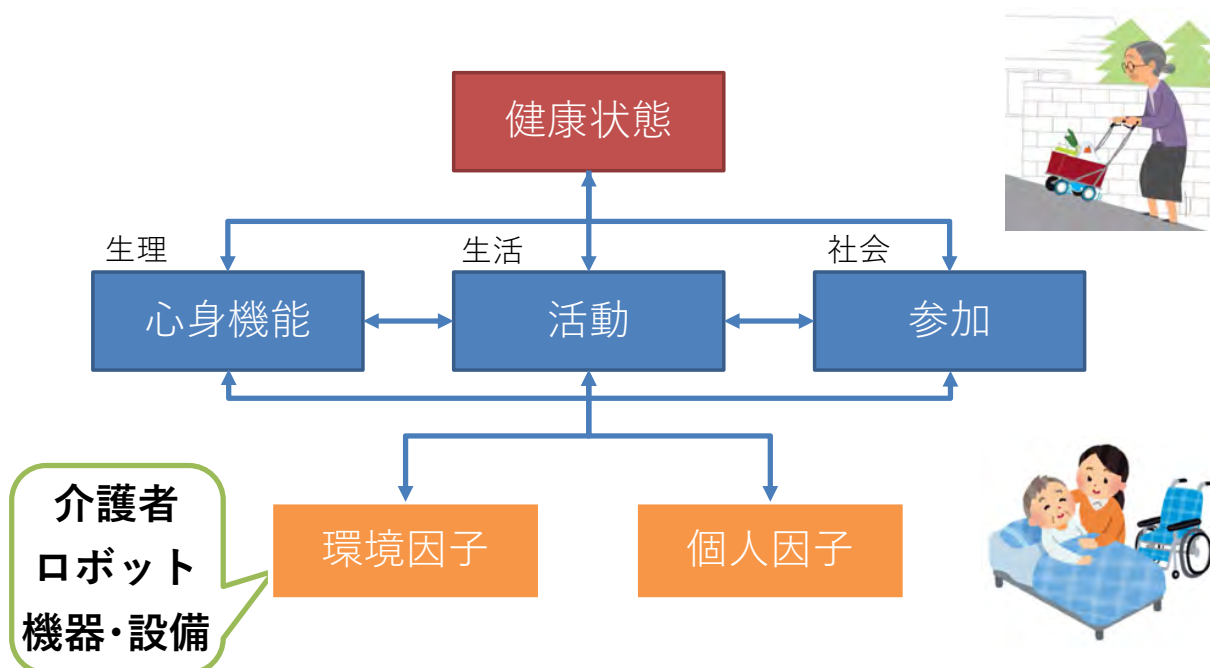 健康状態
生理
生活
社会
心身機能
活動
参加
介護者
ロボット
機器・設備
環境因子
個人因子